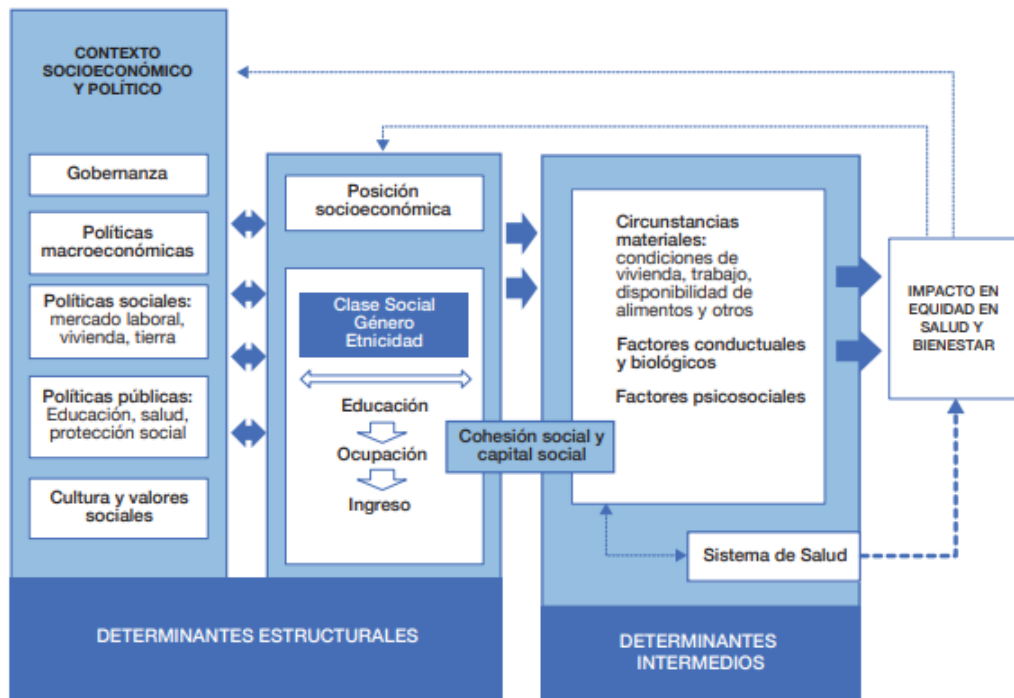 CONTEXTO
SOCIOECONÓMICO
Y POLÍTICO
Gobernanza
Políticas
macroeconómicas
Políticas sociales:
mercado laboral,
vivienda, tierra
Políticas públicas:
Educación, salud,
protección social
Cultura y valores
sociales
Posición
socioeconómica
Clase Social
Género
Etnicidad
Educación
Ocupación
Ingreso
Cohesión social y
capital social
Circunstancias
materiales:
condiciones de
vivienda, trabajo,
disponibilidad de
alimentos y otros
Factores conductuales
y biológicos
Factores psicosociales
Sistema de Salud
IMPACTO EN
EQUIDAD EN
SALUD Y
BIENESTAR
DETERMINANTES ESTRUCTURALES
DETERMINANTES
INTERMEDIOS